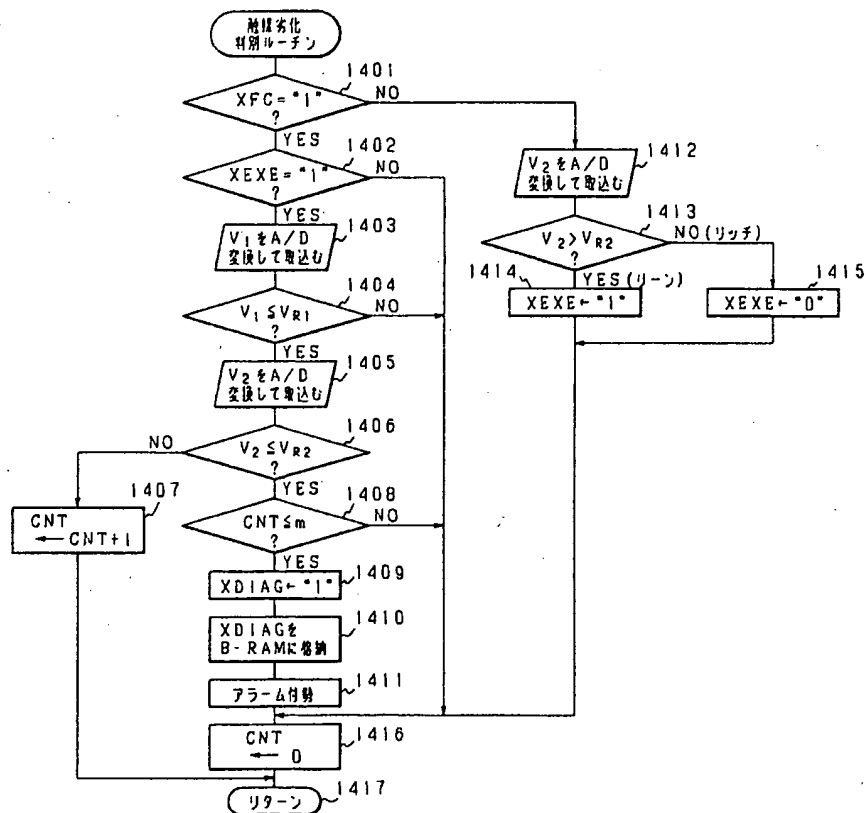 触媒劣化
判別ルーチン
1401
XFC="1"
?
NO
YES
1402
XEXE="1"
?
NO
YES
1403
V1をA/D
変換して取込む
1404
V1≦VR1
?
NO
YES
1405
V2をA/D
変換して取込む
1406
V2≦VR2
?
NO
YES
1407
CNT
←CNT+1
1408
CNT≦m
?
NO
YES
1409
XDIAG←"1"
1410
XDIAGを
B-RAMに格納
1411
アラーム付勢
1412
V2をA/D
変換して取込む
1413
V2>VR2
?
NO(リッチ)
YES(リーン)
1414
XEXE←"1"
1415
XEXE←"0"
1416
CNT
←0
1417
リターン